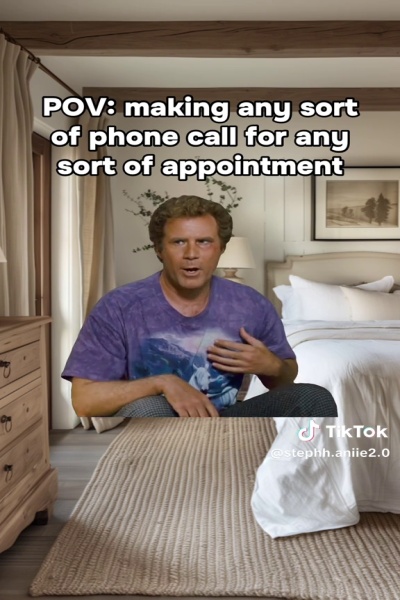 POV: making any sort
of phone call for any
sort of appointment
TikTok
@stephh.aniie2.0